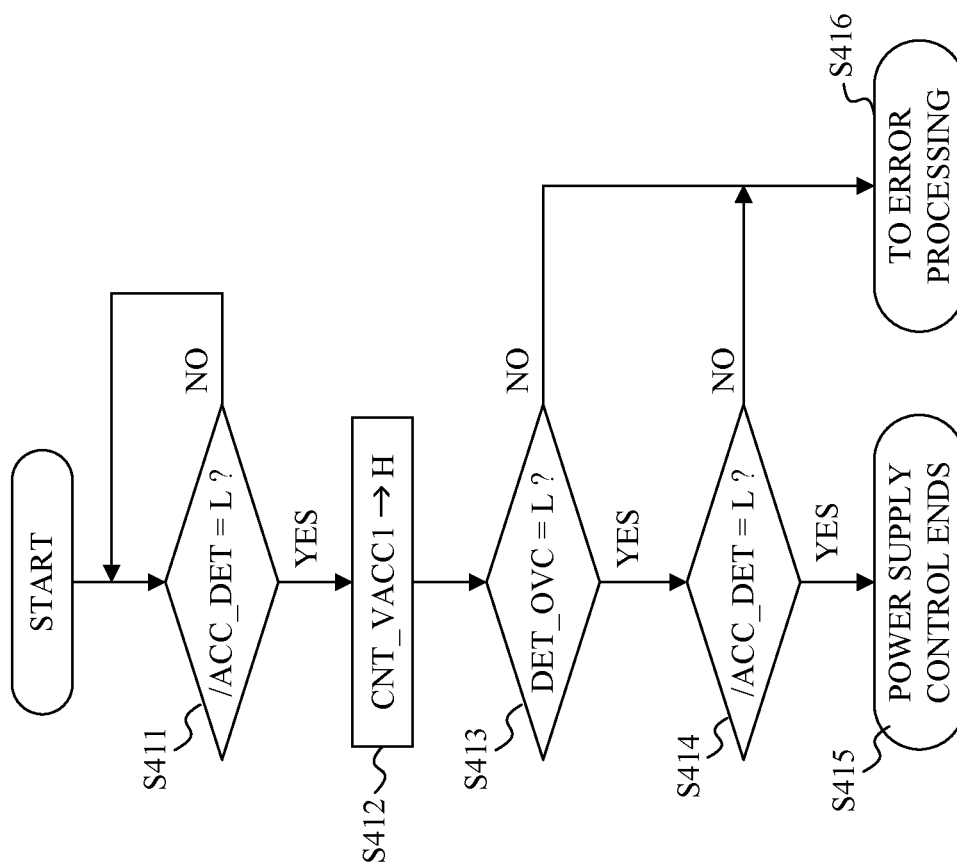 START
S411
/ACC_DET = L ?
NO
YES
S412
CNT_VACC1 → H
S413
DET_OVC = L ?
NO
YES
S414
/ACC_DET = L ?
NO
YES
S415
POWER SUPPLY
CONTROL ENDS
S416
TO ERROR
PROCESSING